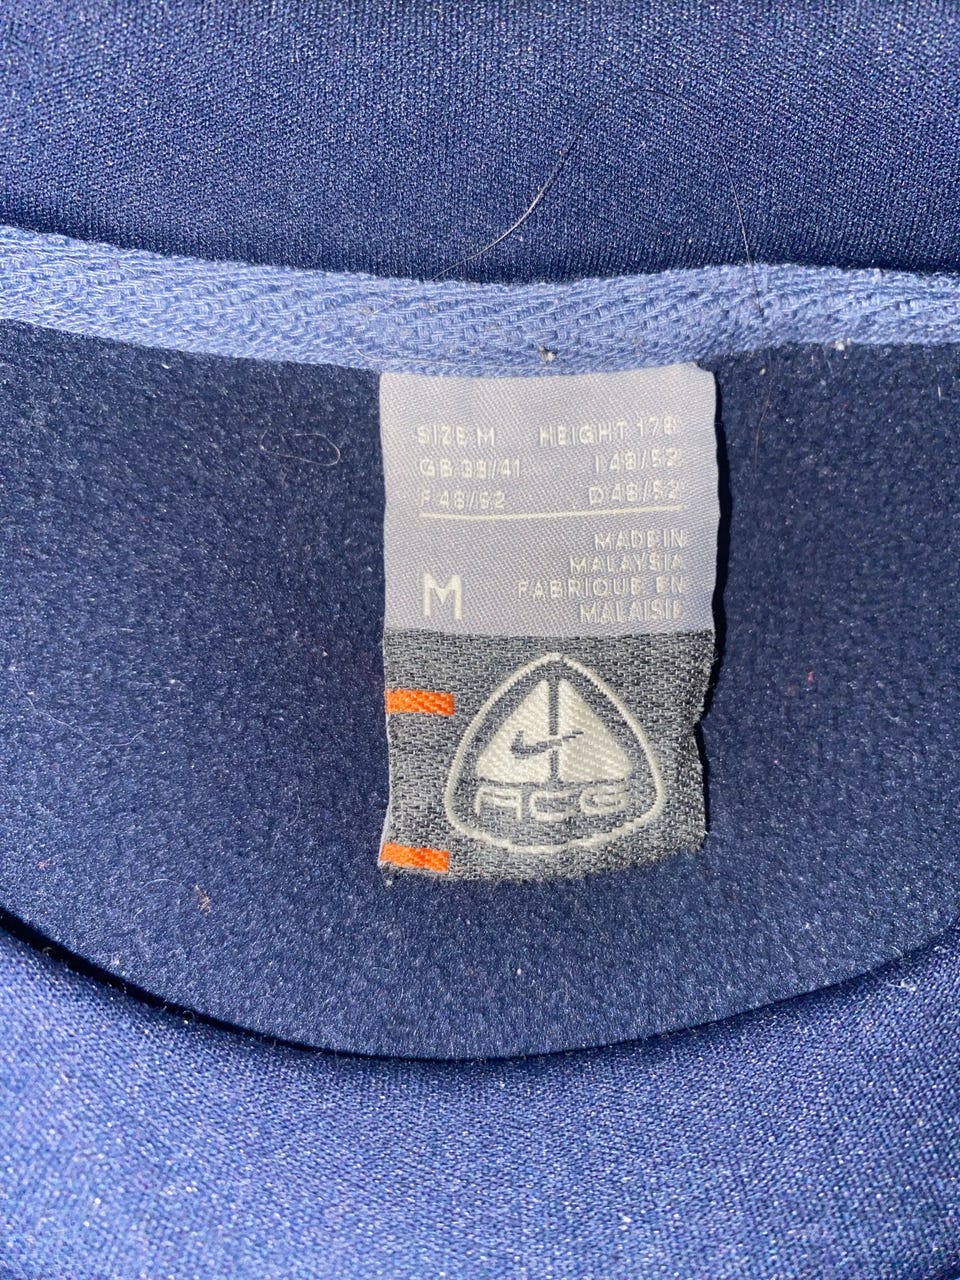 SIZE M HEIGHT 178
GB 39/41 I 48/52
F 48/52 D 48/52
MADE IN
MALAYSIA
FABRIQUE EN
MALAISIE
M
ACG